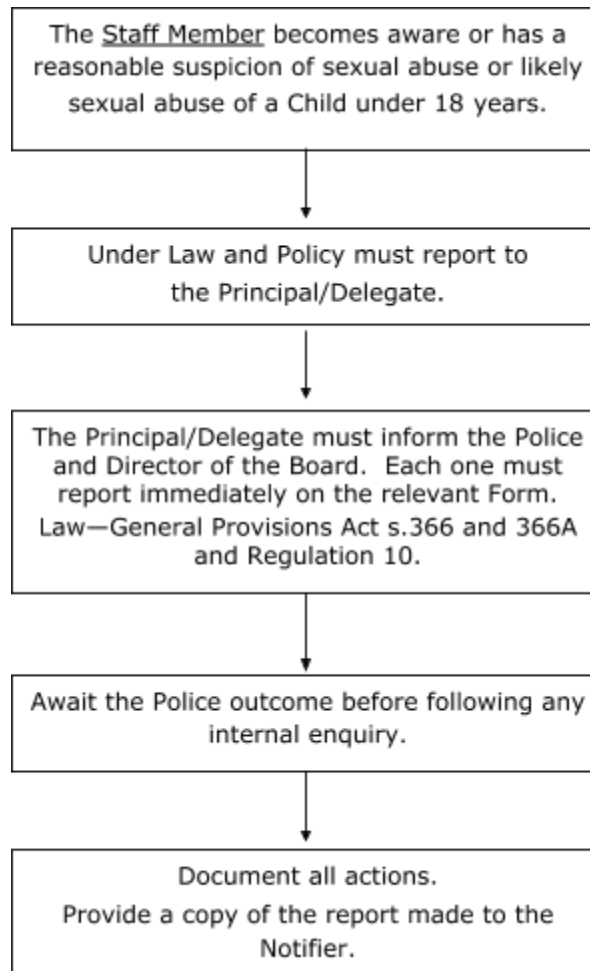 The Staff Member becomes aware or has a
reasonable suspicion of sexual abuse or likely
sexual abuse of a Child under 18 years.
Under Law and Policy must report to
the Principal/Delegate.
The Principal/Delegate must inform the Police
and Director of the Board.  Each one must
report immediately on the relevant Form.
Law—General Provisions Act s.366 and 366A
and Regulation 10.
Await the Police outcome before following any
internal enquiry.
Document all actions.
Provide a copy of the report made to the
Notifier.